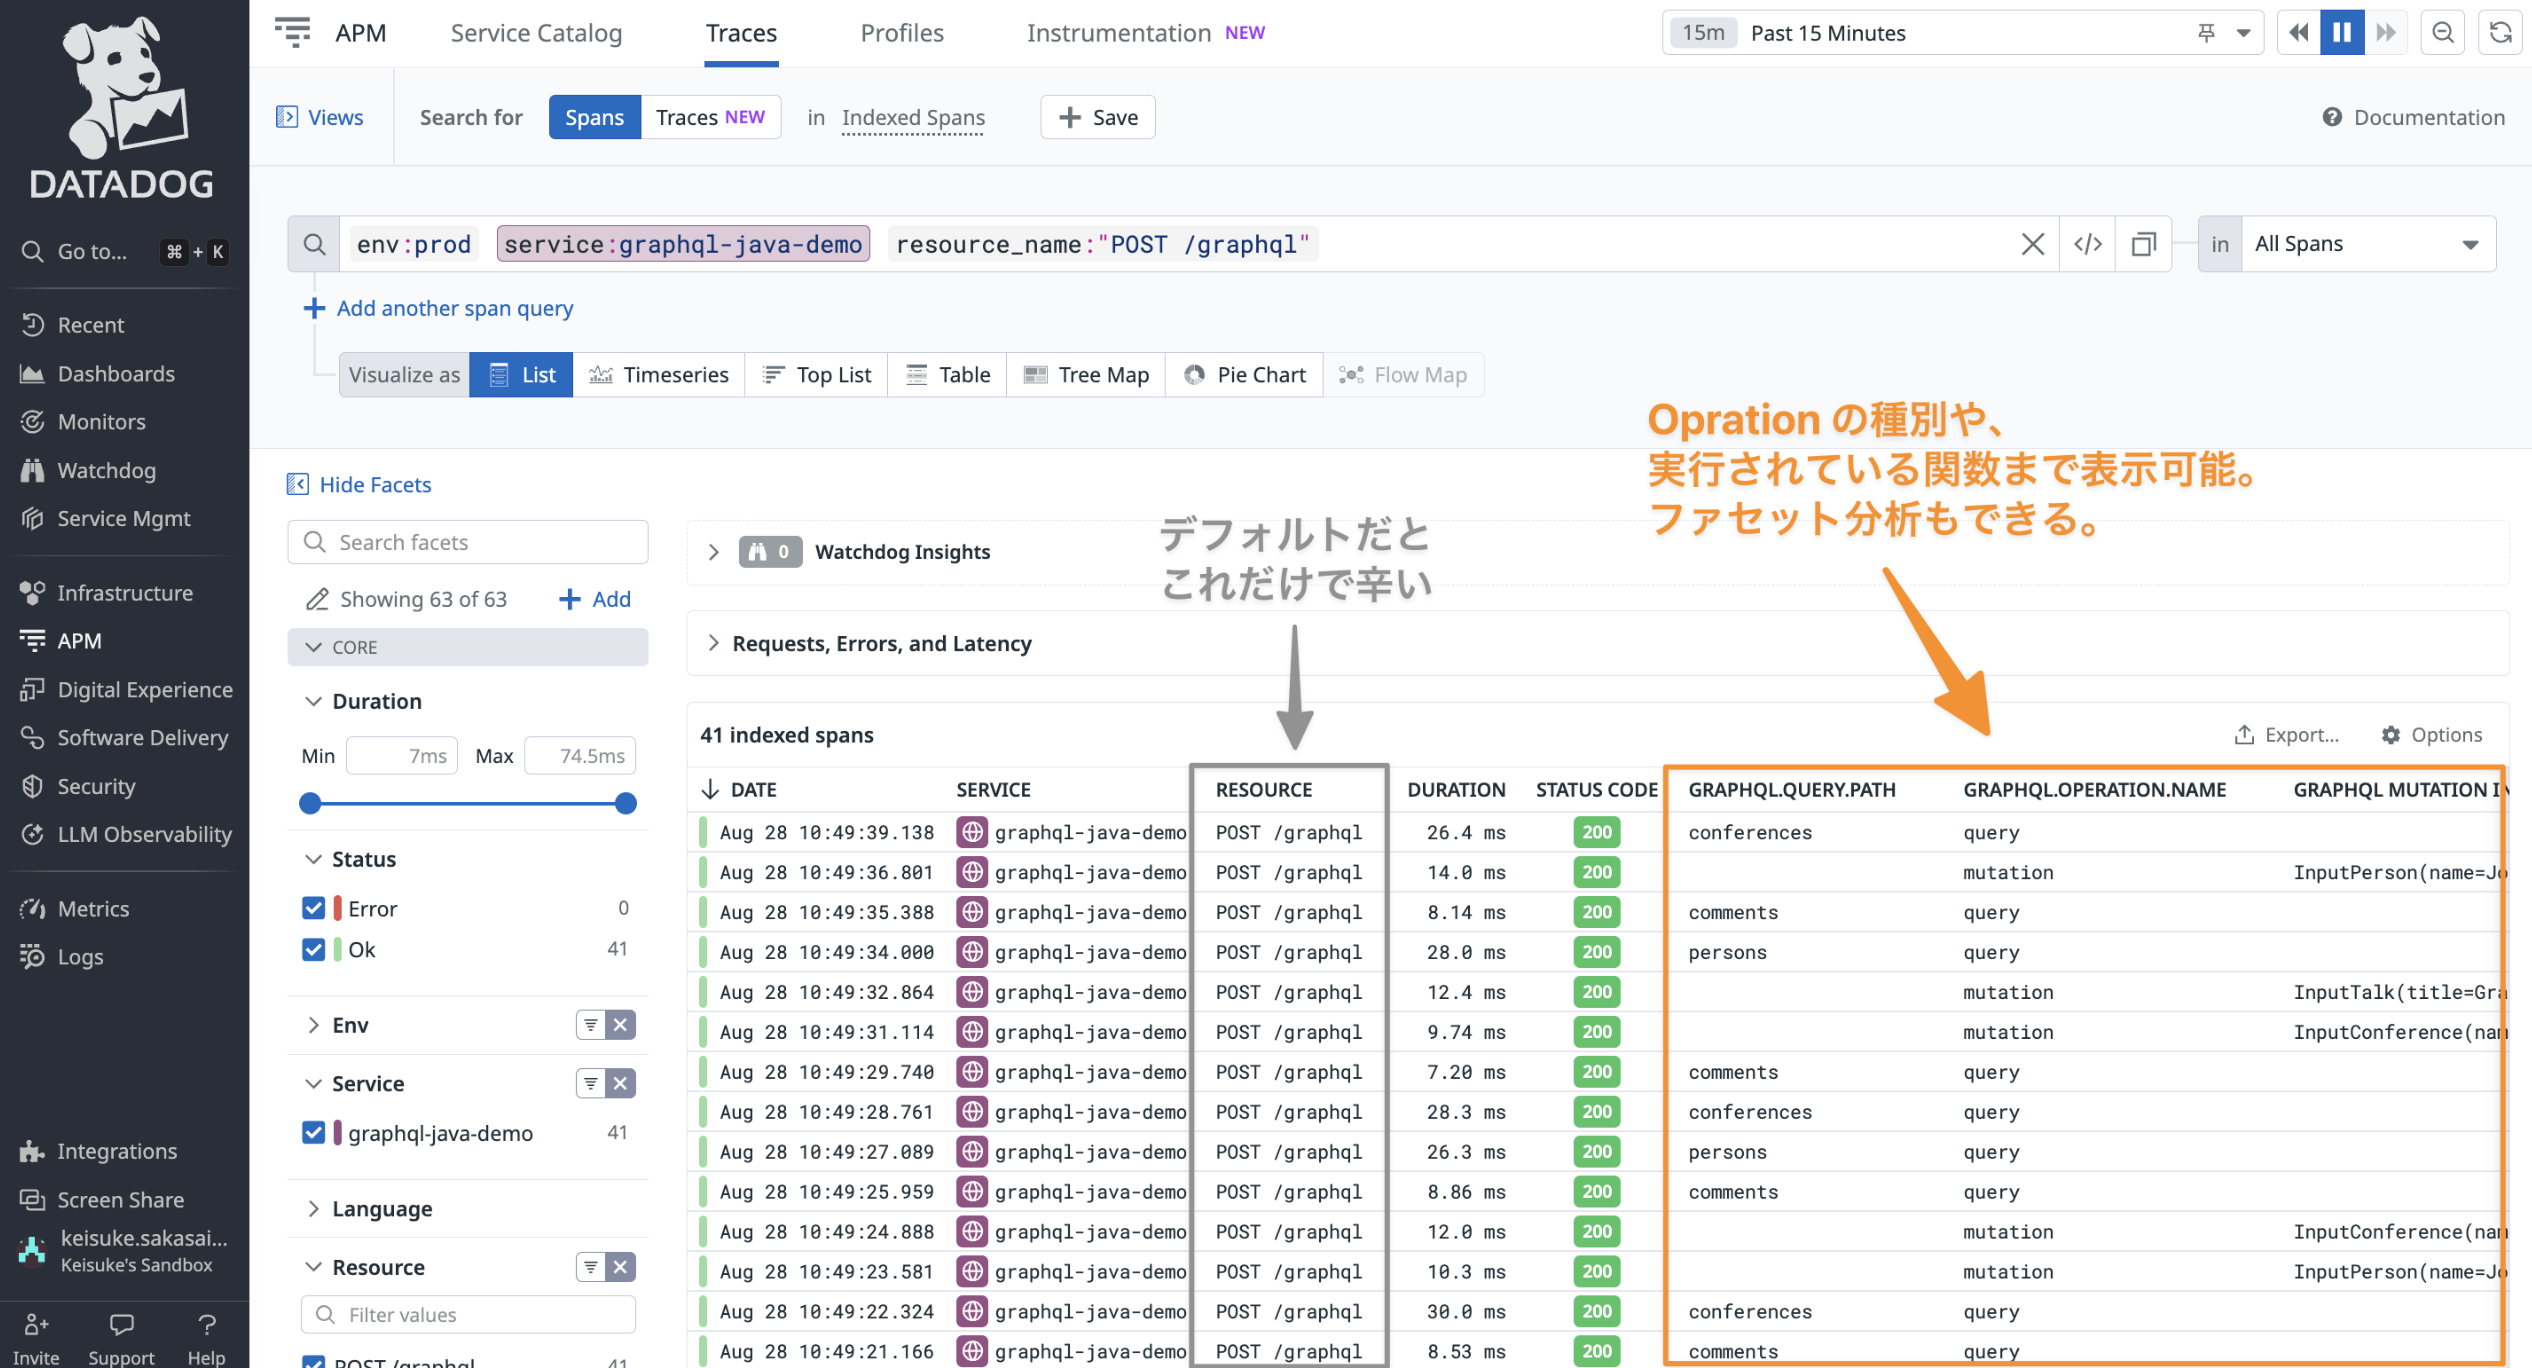 DATADOG
Go to...
⌘ + K
Recent
Dashboards
Monitors
Watchdog
Service Mgmt
Infrastructure
APM
Digital Experience
Software Delivery
Security
LLM Observability
Metrics
Logs
Integrations
Screen Share
keisuke.sakasai...
Keisuke's Sandbox
Invite
Support
Help
APM
Service Catalog
Traces
Profiles
Instrumentation NEW
15m Past 15 Minutes
Views
Search for
Spans
Traces NEW
in Indexed Spans
Save
Documentation
env:prod service:graphql-java-demo resource_name:"POST /graphql"
in All Spans
Add another span query
Visualize as
List
Timeseries
Top List
Table
Tree Map
Pie Chart
Flow Map
Oprationの種別や、
実行されている関数まで表示可能。
ファセット分析もできる。
デフォルトだと
これだけで辛い
Hide Facets
Search facets
Showing 63 of 63
Add
CORE
Duration
Min 7ms Max 74.5ms
Status
Error 0
Ok 41
Env
Service
graphql-java-demo 41
Language
Resource
Filter values
POST /graphql 41
0 Watchdog Insights
Requests, Errors, and Latency
41 indexed spans
Export...
Options
DATE SERVICE RESOURCE DURATION STATUS CODE GRAPHQL.QUERY.PATH GRAPHQL.OPERATION.NAME GRAPHQL MUTATION IN
Aug 28 10:49:39.138 graphql-java-demo POST /graphql 26.4 ms 200 conferences query
Aug 28 10:49:36.801 graphql-java-demo POST /graphql 14.0 ms 200 mutation InputPerson(name=Jo
Aug 28 10:49:35.388 graphql-java-demo POST /graphql 8.14 ms 200 comments query
Aug 28 10:49:34.000 graphql-java-demo POST /graphql 28.0 ms 200 persons query
Aug 28 10:49:32.864 graphql-java-demo POST /graphql 12.4 ms 200 mutation InputTalk(title=Gra
Aug 28 10:49:31.114 graphql-java-demo POST /graphql 9.74 ms 200 mutation InputConference(nam
Aug 28 10:49:29.740 graphql-java-demo POST /graphql 7.20 ms 200 comments query
Aug 28 10:49:28.761 graphql-java-demo POST /graphql 28.3 ms 200 conferences query
Aug 28 10:49:27.089 graphql-java-demo POST /graphql 26.3 ms 200 persons query
Aug 28 10:49:25.959 graphql-java-demo POST /graphql 8.86 ms 200 comments query
Aug 28 10:49:24.888 graphql-java-demo POST /graphql 12.0 ms 200 mutation InputConference(nam
Aug 28 10:49:23.581 graphql-java-demo POST /graphql 10.3 ms 200 mutation InputPerson(name=Jo
Aug 28 10:49:22.324 graphql-java-demo POST /graphql 30.0 ms 200 conferences query
Aug 28 10:49:21.166 graphql-java-demo POST /graphql 8.53 ms 200 comments query